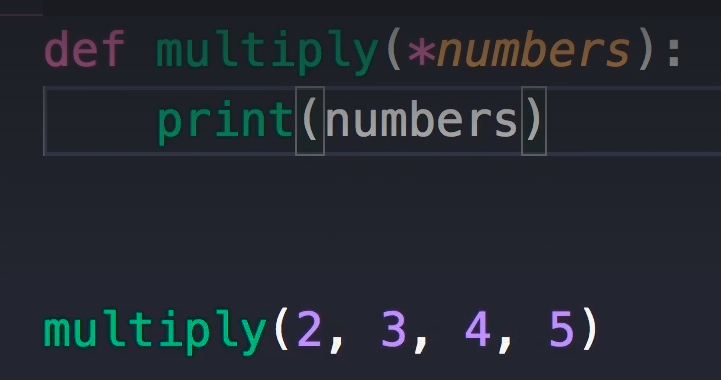 def multiply(*numbers):
    print(numbers)
multiply(2, 3, 4, 5)